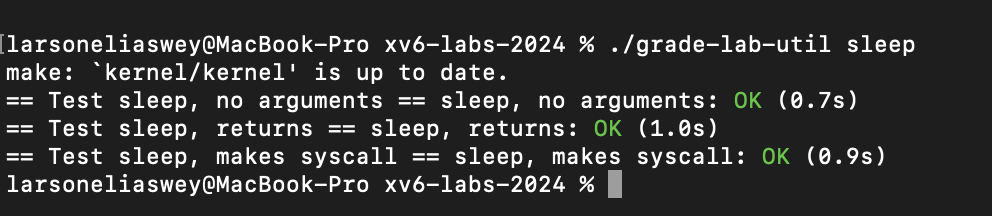 larsoneliaswey@MacBook-Pro xv6-labs-2024 % ./grade-lab-util sleep
make: `kernel/kernel' is up to date.
== Test sleep, no arguments == sleep, no arguments: OK (0.7s)
== Test sleep, returns == sleep, returns: OK (1.0s)
== Test sleep, makes syscall == sleep, makes syscall: OK (0.9s)
larsoneliaswey@MacBook-Pro xv6-labs-2024 %